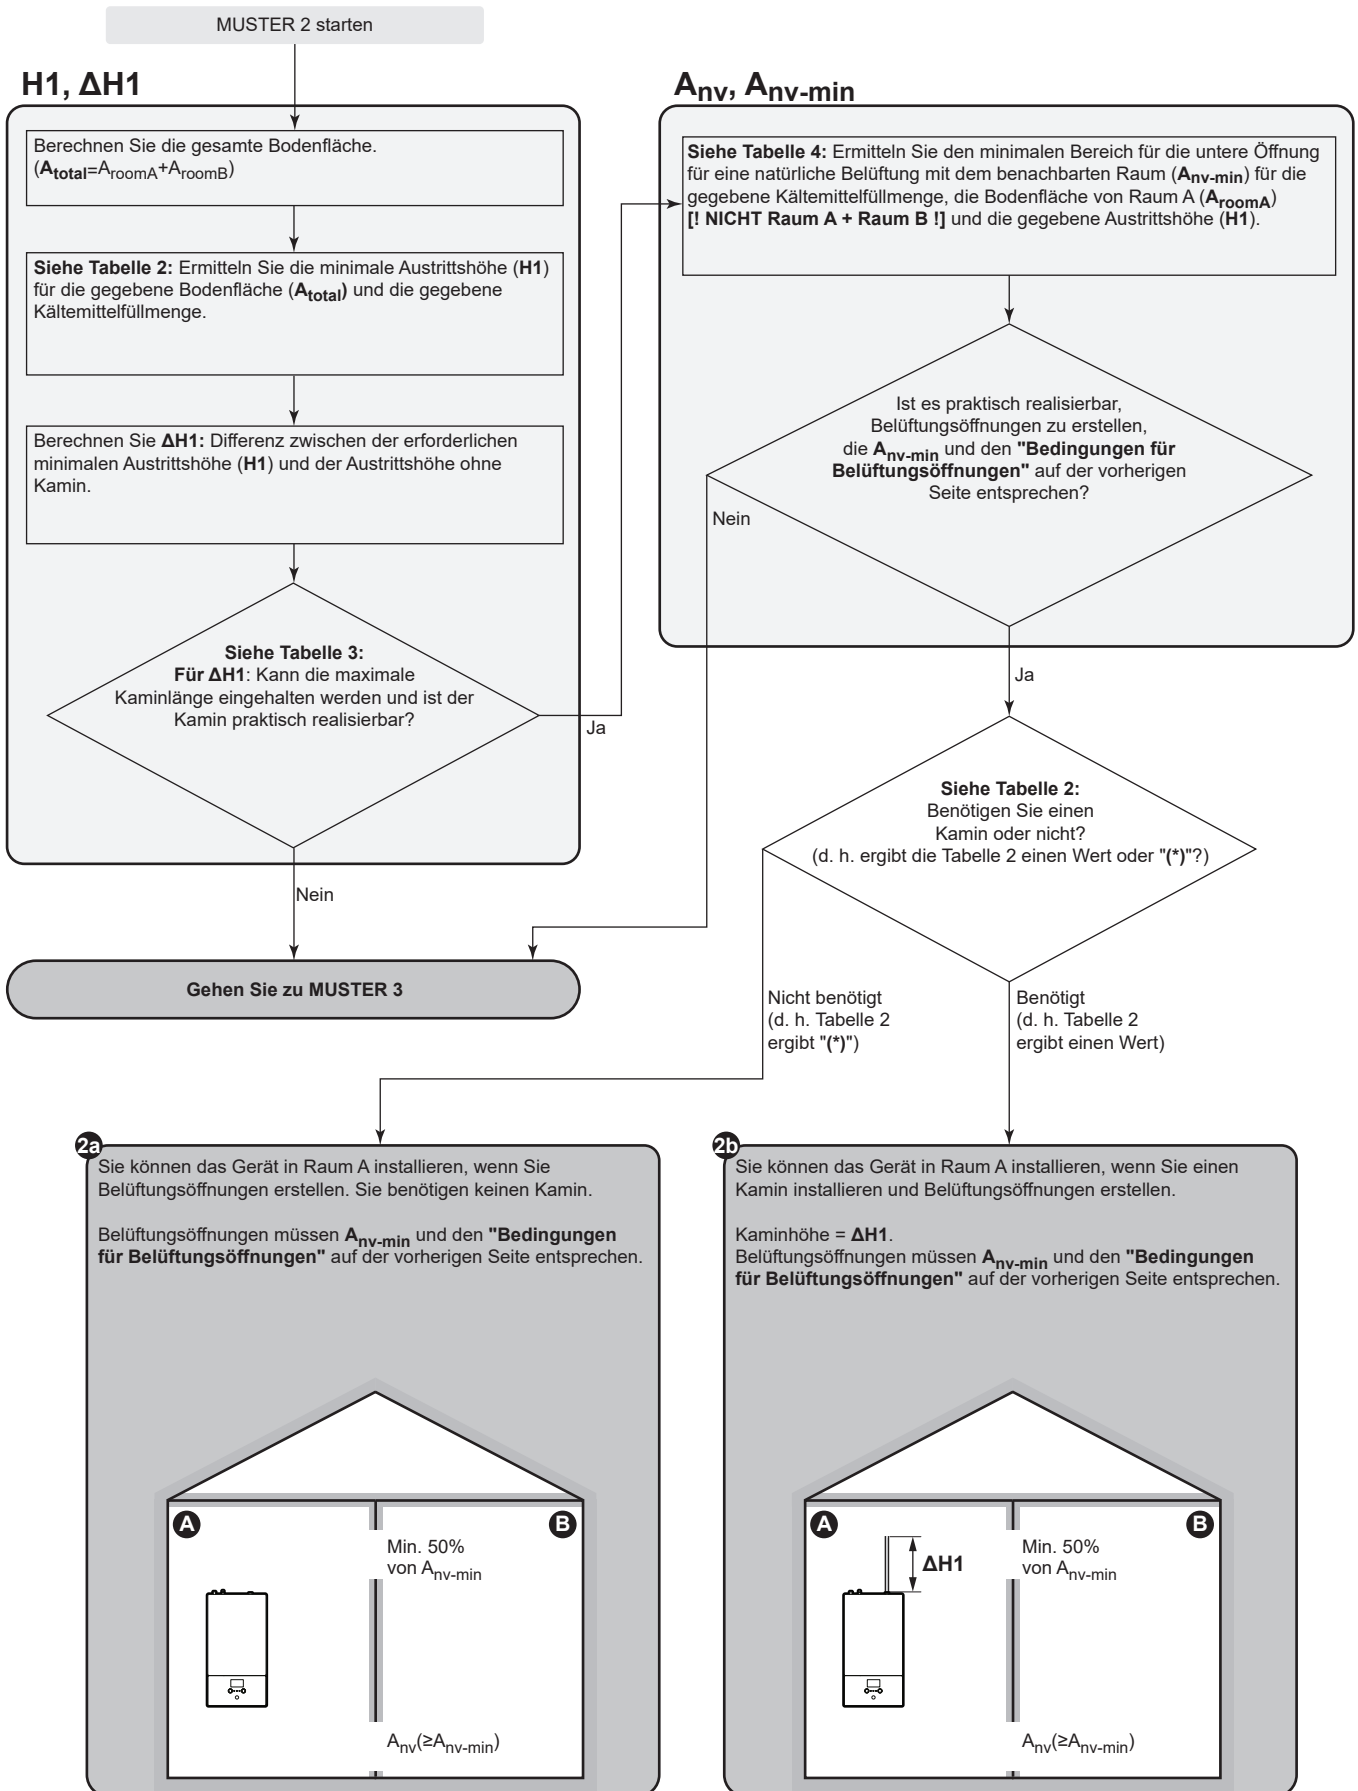 MUSTER 2 starten
H1, ΔH1
Berechnen Sie die gesamte Bodenfläche.
(Atotal=AroomA+AroomB)
Siehe Tabelle 2: Ermitteln Sie die minimale Austrittshöhe (H1)
für die gegebene Bodenfläche (Atotal) und die gegebene
Kältemittelfüllmenge.
Berechnen Sie ΔH1: Differenz zwischen der erforderlichen
minimalen Austrittshöhe (H1) und der Austrittshöhe ohne
Kamin.
Siehe Tabelle 3:
Für ΔH1: Kann die maximale
Kaminlänge eingehalten werden und ist der
Kamin praktisch realisierbar?
Ja
Nein
Gehen Sie zu MUSTER 3
Anv, Anv-min
Siehe Tabelle 4: Ermitteln Sie den minimalen Bereich für die untere Öffnung
für eine natürliche Belüftung mit dem benachbarten Raum (Anv-min) für die
gegebene Kältemittelfüllmenge, die Bodenfläche von Raum A (AroomA)
[! NICHT Raum A + Raum B !] und die gegebene Austrittshöhe (H1).
Ist es praktisch realisierbar,
Belüftungsöffnungen zu erstellen,
die Anv-min und den "Bedingungen für
Belüftungsöffnungen" auf der vorherigen
Seite entsprechen?
Nein
Ja
Siehe Tabelle 2:
Benötigen Sie einen
Kamin oder nicht?
(d. h. ergibt die Tabelle 2 einen Wert oder "(*)"?)
Nicht benötigt
(d. h. Tabelle 2
ergibt "(*)")
Benötigt
(d. h. Tabelle 2
ergibt einen Wert)
2a
Sie können das Gerät in Raum A installieren, wenn Sie
Belüftungsöffnungen erstellen. Sie benötigen keinen Kamin.
Belüftungsöffnungen müssen Anv-min und den "Bedingungen
für Belüftungsöffnungen" auf der vorherigen Seite entsprechen.
A
B
Min. 50%
von Anv-min
Anv(≥Anv-min)
2b
Sie können das Gerät in Raum A installieren, wenn Sie einen
Kamin installieren und Belüftungsöffnungen erstellen.
Kaminhöhe = ΔH1.
Belüftungsöffnungen müssen Anv-min und den "Bedingungen
für Belüftungsöffnungen" auf der vorherigen Seite entsprechen.
A
B
ΔH1
Min. 50%
von Anv-min
Anv(≥Anv-min)